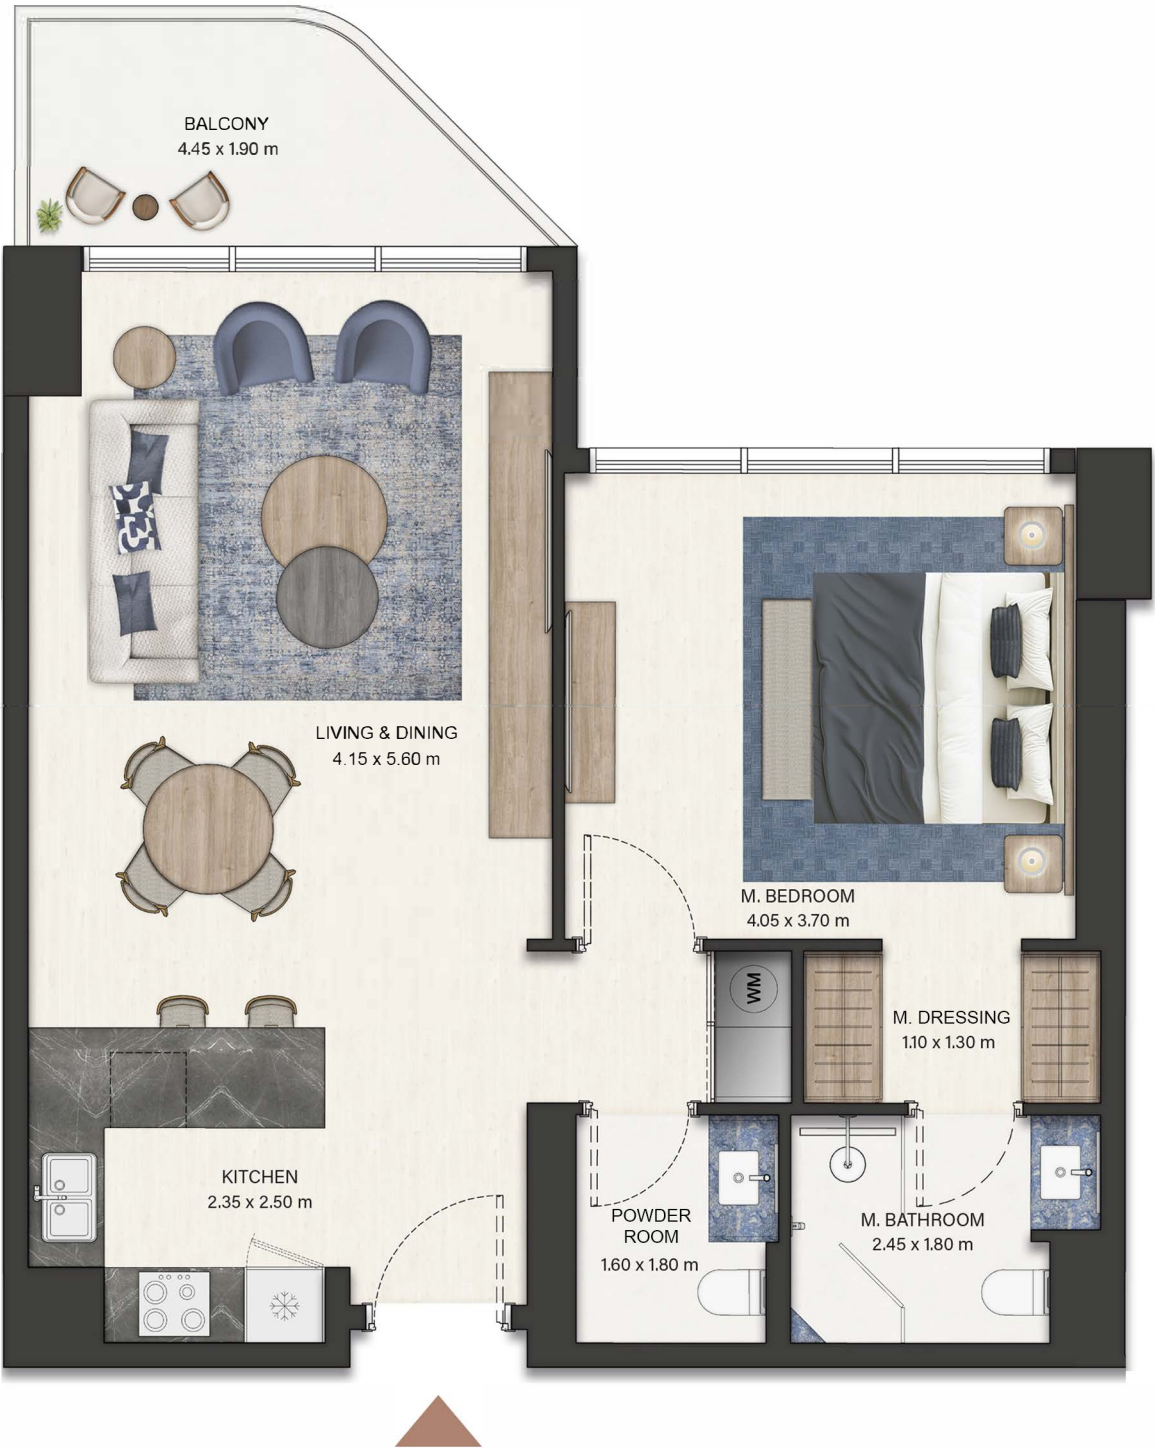 BALCONY
4.45 x 1.90 m
LIVING & DINING
4.15 x 5.60 m
M. BEDROOM
4.05 x 3.70 m
WM
M. DRESSING
1.10 x 1.30 m
KITCHEN
2.35 x 2.50 m
POWDER
ROOM
1.60 x 1.80 m
M. BATHROOM
2.45 x 1.80 m